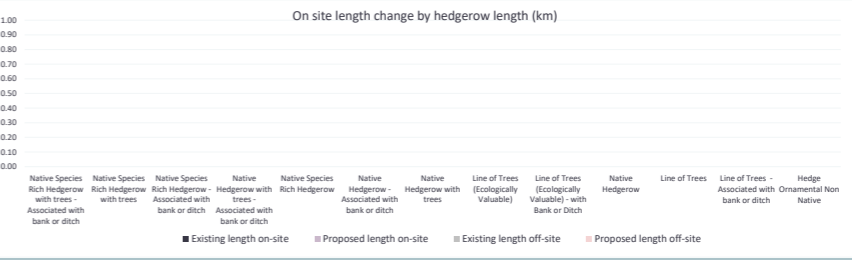 On site length change by hedgerow length (km)
1.00
0.90
0.80
0.70
0.60
0.50
0.40
0.30
0.20
0.10
0.00
Native Species
Rich Hedgerow
with trees -
Associated with
bank or ditch
Native Species
Rich Hedgerow
with trees
Native Species
Rich Hedgerow -
Associated with
bank or ditch
Native
Hedgerow with
trees -
Associated with
bank or ditch
Native Species
Rich Hedgerow
Native
Hedgerow -
Associated with
bank or ditch
Native
Hedgerow with
trees
Line of Trees
(Ecologically
Valuable)
Line of Trees
(Ecologically
Valuable) - with
Bank or Ditch
Native
Hedgerow
Line of Trees
Line of Trees -
Associated with
bank or ditch
Hedge
Ornamental Non
Native
Existing length on-site
Proposed length on-site
Existing length off-site
Proposed length off-site